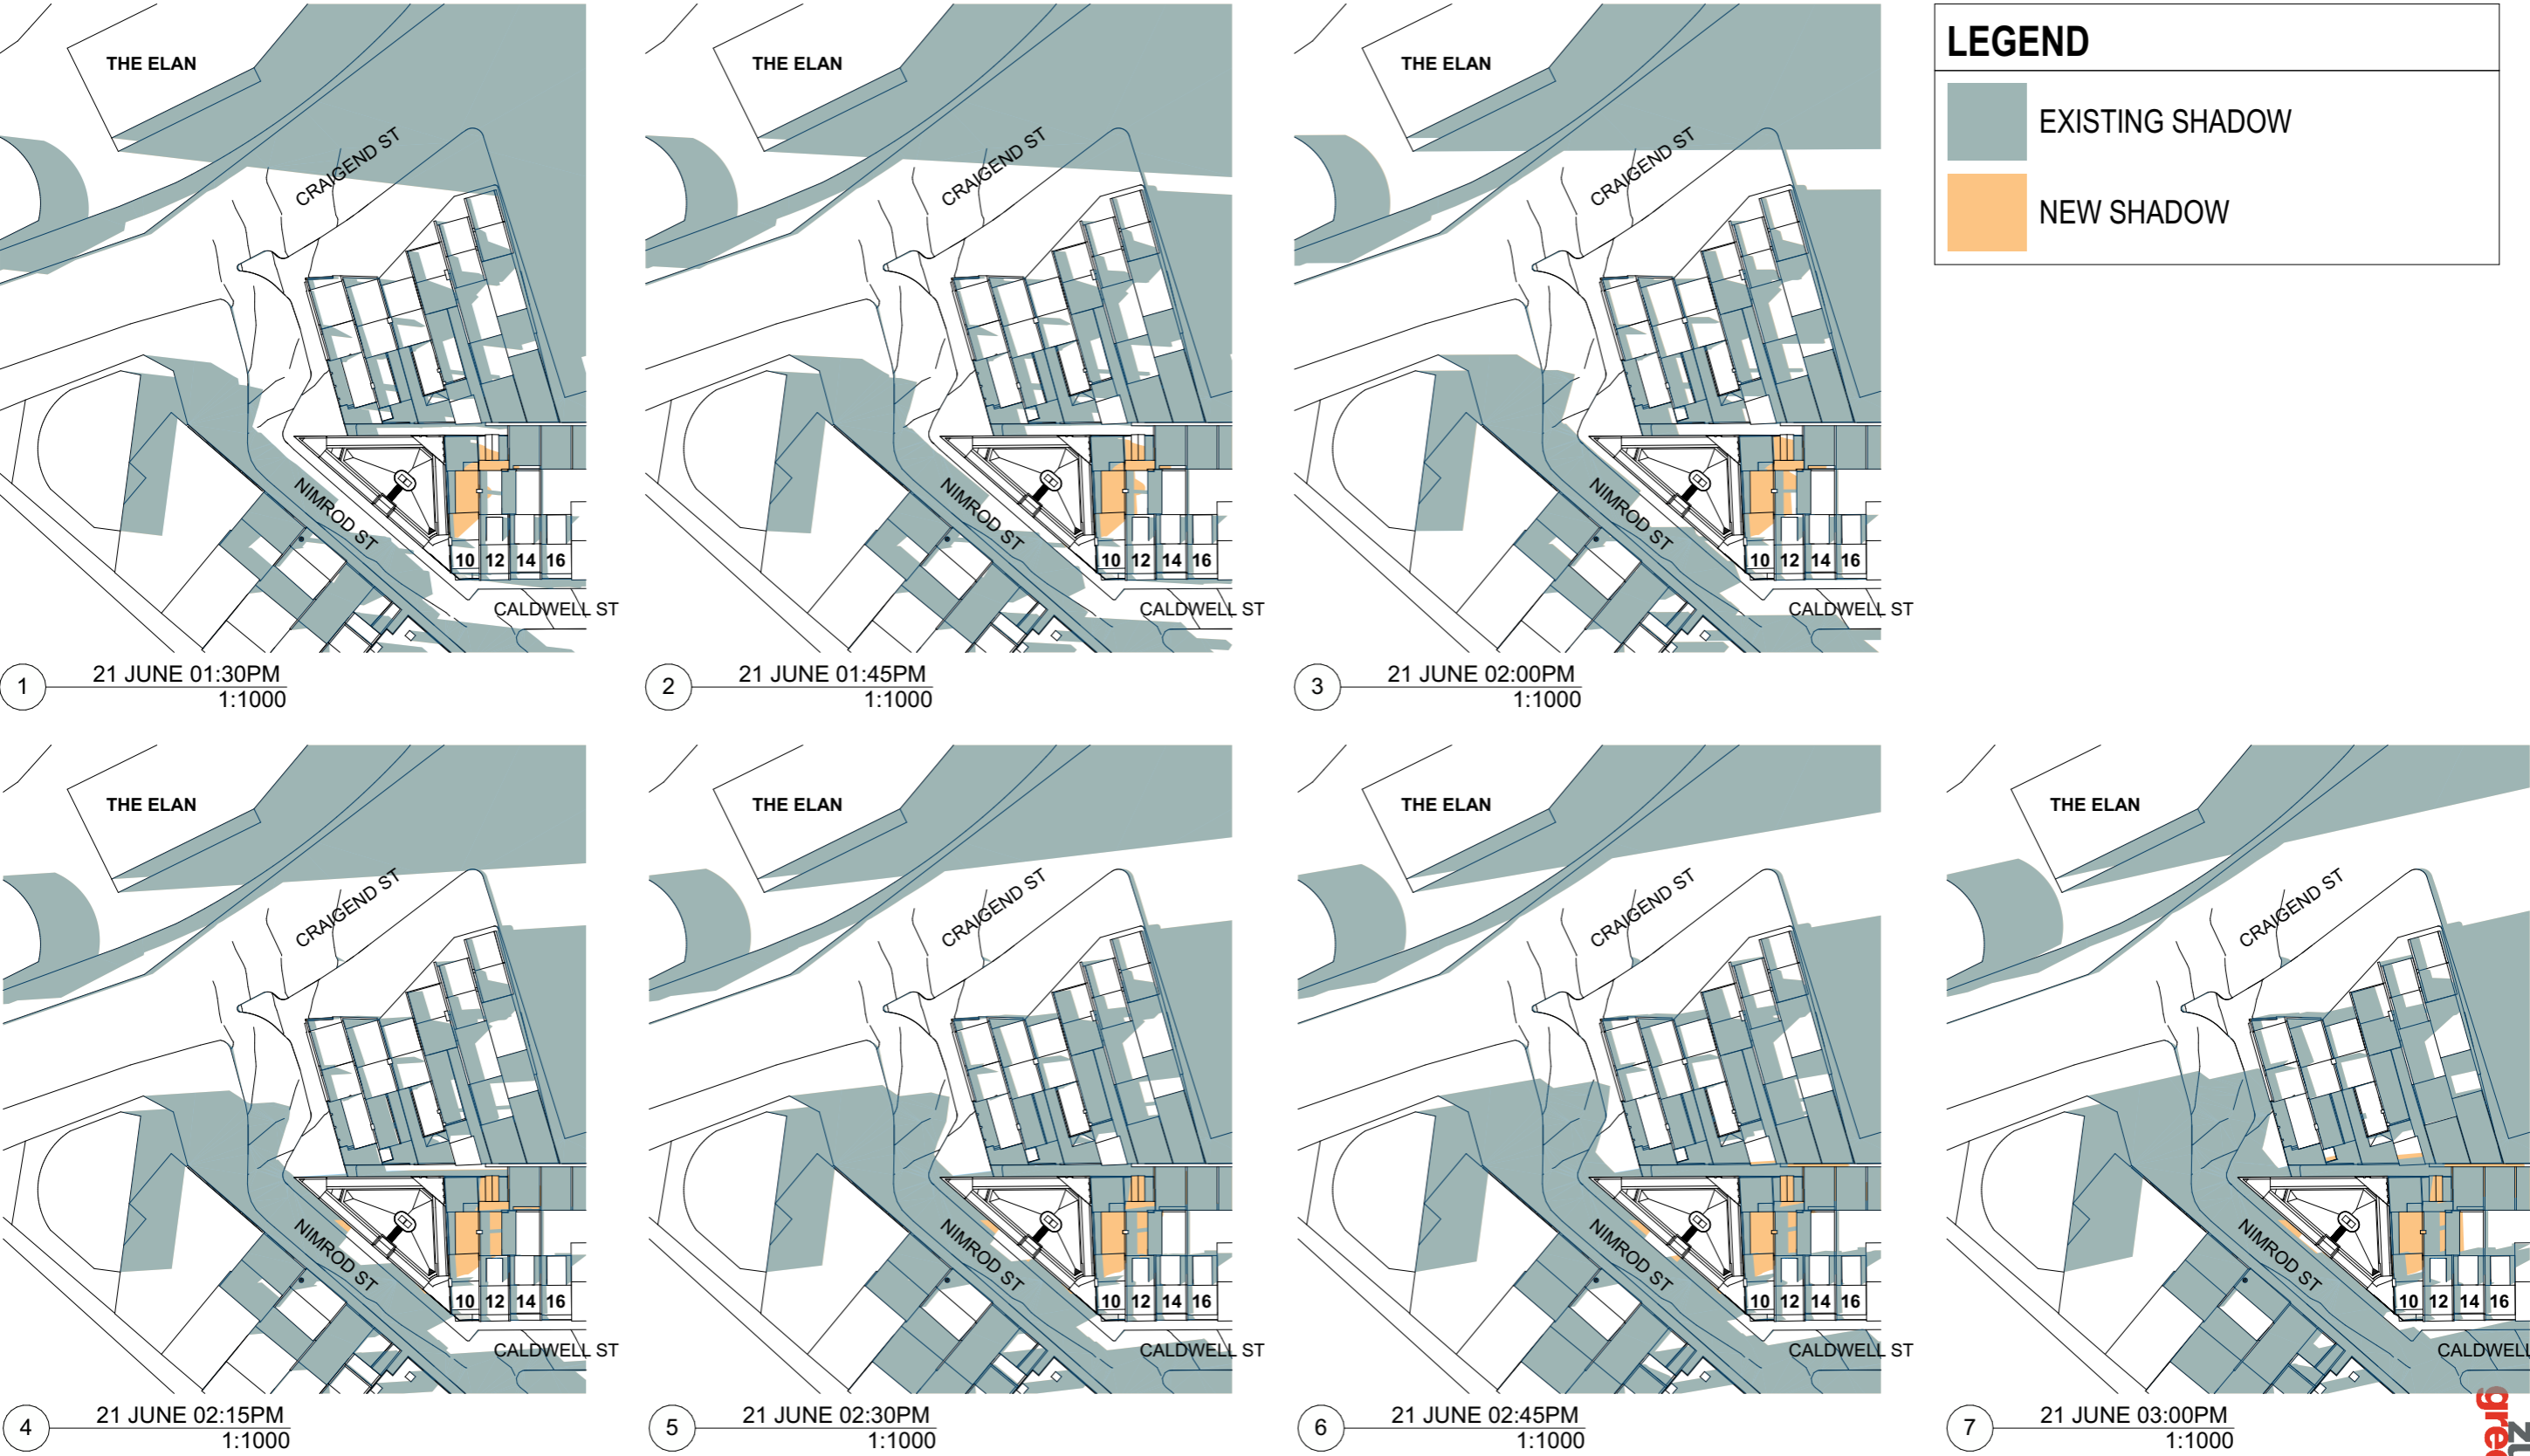 THE ELAN
CRAIGEND ST
NIMROD ST
10 12 14 16
CALDWELL ST
1
21 JUNE 01:30PM
1:1000
THE ELAN
CRAIGEND ST
NIMROD ST
10 12 14 16
CALDWELL ST
2
21 JUNE 01:45PM
1:1000
THE ELAN
CRAIGEND ST
NIMROD ST
10 12 14 16
CALDWELL ST
3
21 JUNE 02:00PM
1:1000
LEGEND
EXISTING SHADOW
NEW SHADOW
THE ELAN
CRAIGEND ST
NIMROD ST
10 12 14 16
CALDWELL ST
4
21 JUNE 02:15PM
1:1000
THE ELAN
CRAIGEND ST
NIMROD ST
10 12 14 16
CALDWELL ST
5
21 JUNE 02:30PM
1:1000
THE ELAN
CRAIGEND ST
NIMROD ST
10 12 14 16
CALDWELL ST
6
21 JUNE 02:45PM
1:1000
THE ELAN
CRAIGEND ST
NIMROD ST
10 12 14 16
CALDWELL
7
21 JUNE 03:00PM
1:1000